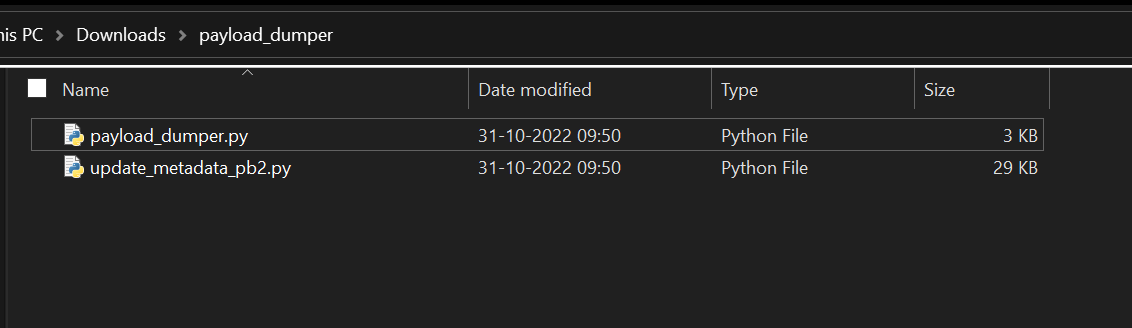 his PC > Downloads > payload_dumper
Name Date modified Type Size
payload_dumper.py 31-10-2022 09:50 Python File 3 KB
update_metadata_pb2.py 31-10-2022 09:50 Python File 29 KB